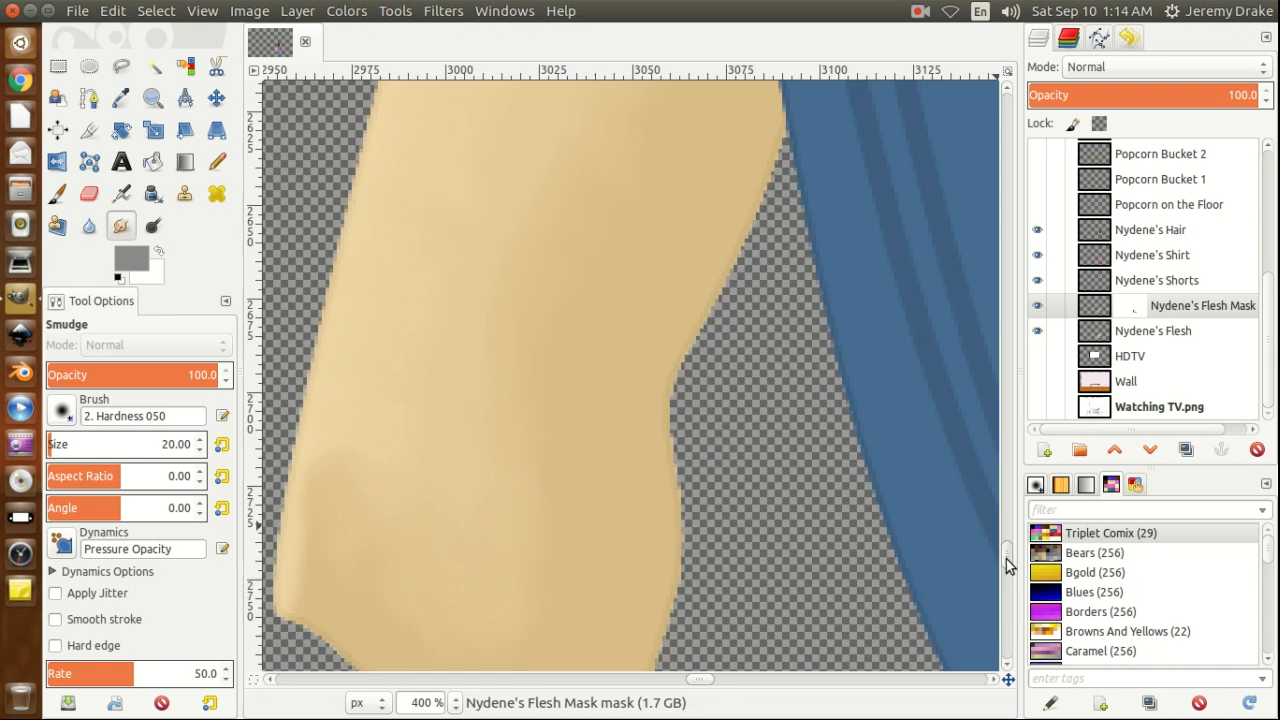 File Edit Select View Image Layer Colors Tools Filters Windows Help En Sat Sep 10 1:14 AM Jeremy Drake
2950 2975 3000 3025 3050 3075 3100 3125
Mode: Normal
Opacity 100.0
Lock:
Popcorn Bucket 2
Popcorn Bucket 1
Popcorn on the Floor
Nydene's Hair
Nydene's Shirt
Nydene's Shorts
Nydene's Flesh Mask
Nydene's Flesh
HDTV
Wall
Watching TV.png
filter
Triplet Comix (29)
Bears (256)
Bgold (256)
Blues (256)
Borders (256)
Browns And Yellows (22)
Caramel (256)
enter tags
2625
2650
2675
2700
2725
2750
Tool Options
Smudge
Mode: Normal
Opacity 100.0
Brush
2. Hardness 050
Size 20.00
Aspect Ratio 0.00
Angle 0.00
Dynamics
Pressure Opacity
Dynamics Options
Apply Jitter
Smooth stroke
Hard edge
Rate 50.0
px 400 % Nydene's Flesh Mask mask (1.7 GB)